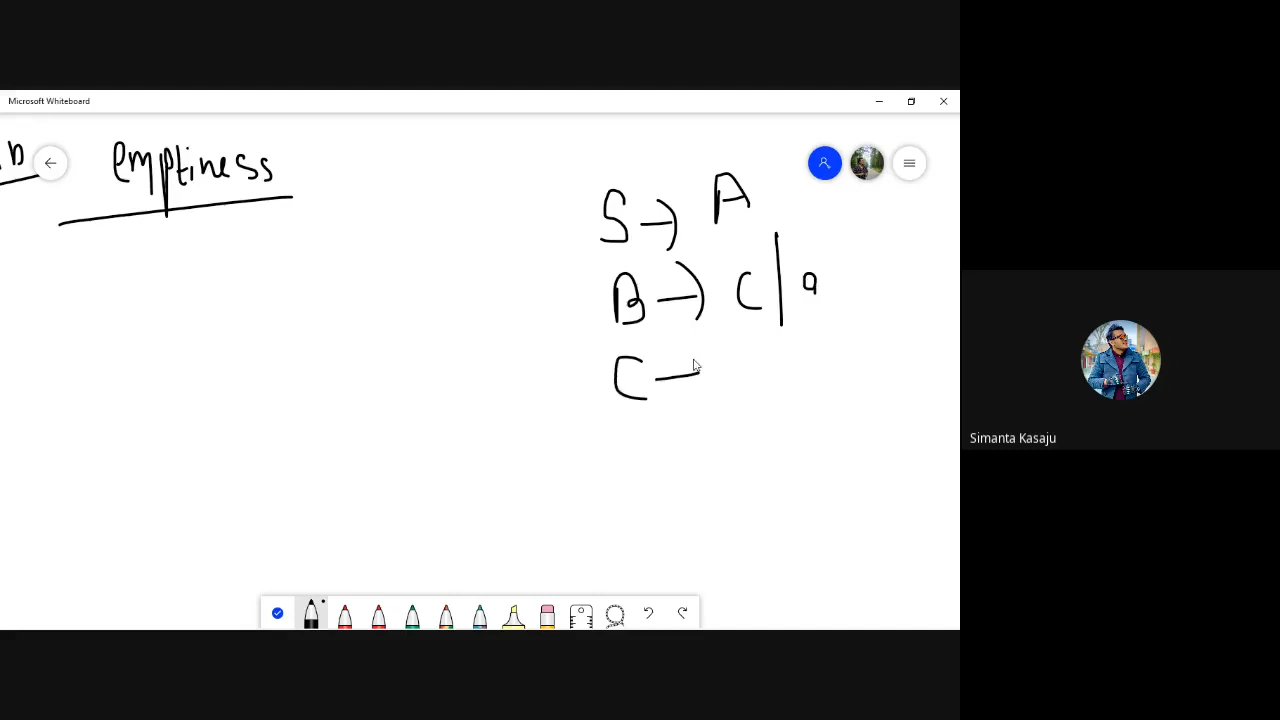 Microsoft Whiteboard
emptiness
S → A
B → C | a
C —
Simanta Kasaju